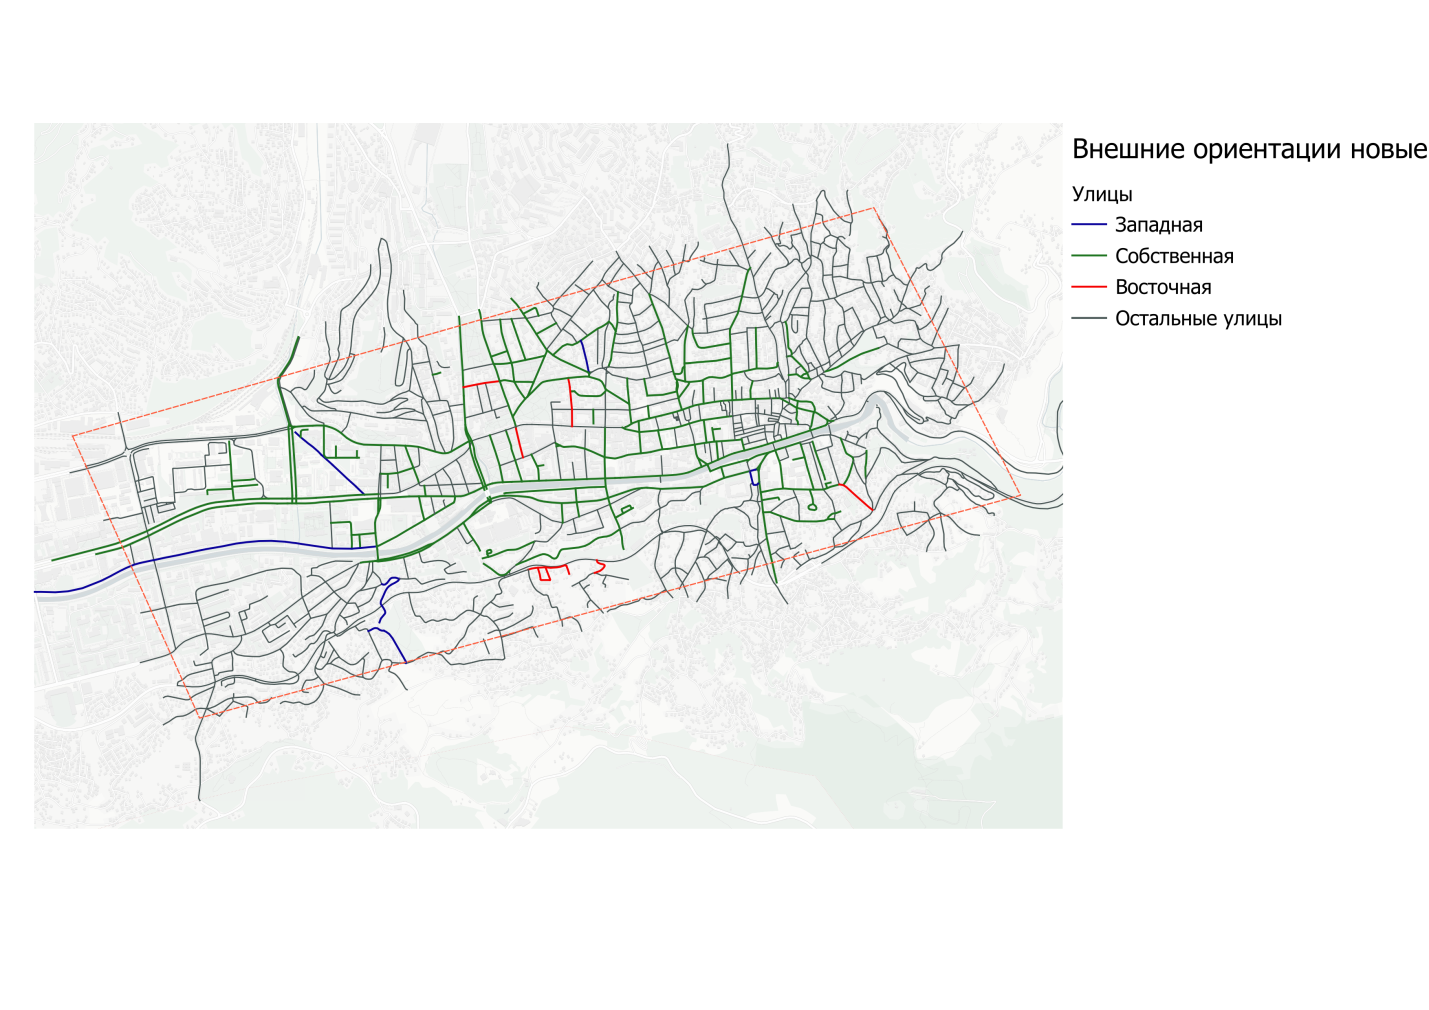 Внешние ориентации новые
Улицы
Западная
Собственная
Восточная
Остальные улицы